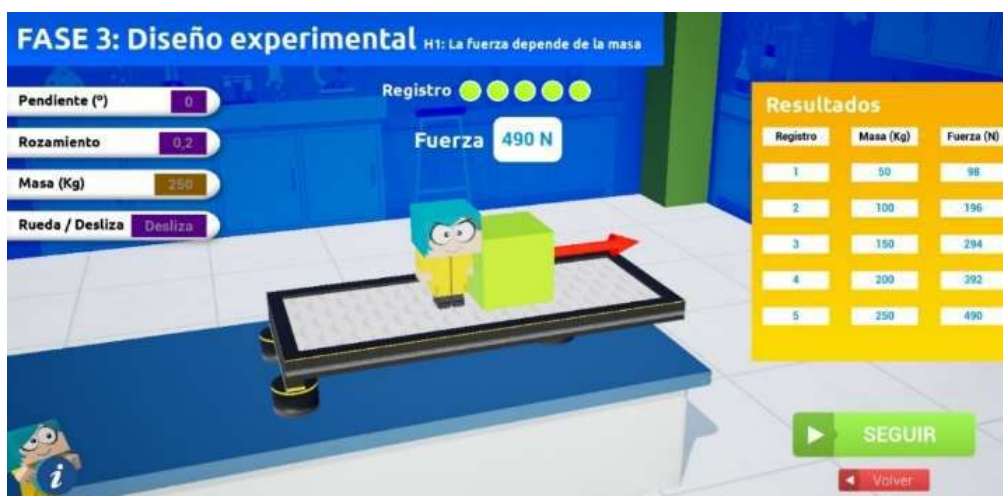 FASE 3: Diseño experimental H1: La fuerza depende de la masa
Pendiente (º) 0
Rozamiento 0,2
Masa (Kg) 250
Rueda / Desliza Desliza
Registro
Fuerza 490 N
Resultados
Registro Masa (Kg) Fuerza (N)
1 50 98
2 100 196
3 150 294
4 200 392
5 250 490
SEGUIR
Volver
i